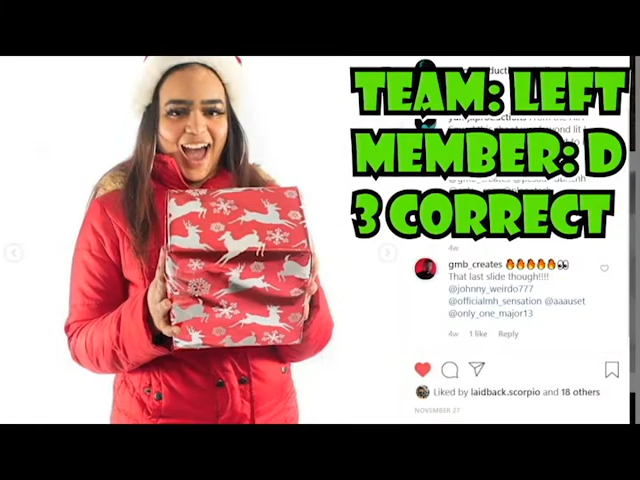 TEAM: LEFT
MEMBER: D
3 CORRECT
4w
gmb_creates 🔥🔥🔥🔥🔥👀
That last slide though!!!!
@johnny_weirdo777
@officialmh_sensation @aaauset
@only_one_major13
4w 1 like Reply
Liked by laidback.scorpio and 18 others
NOVEMBER 27